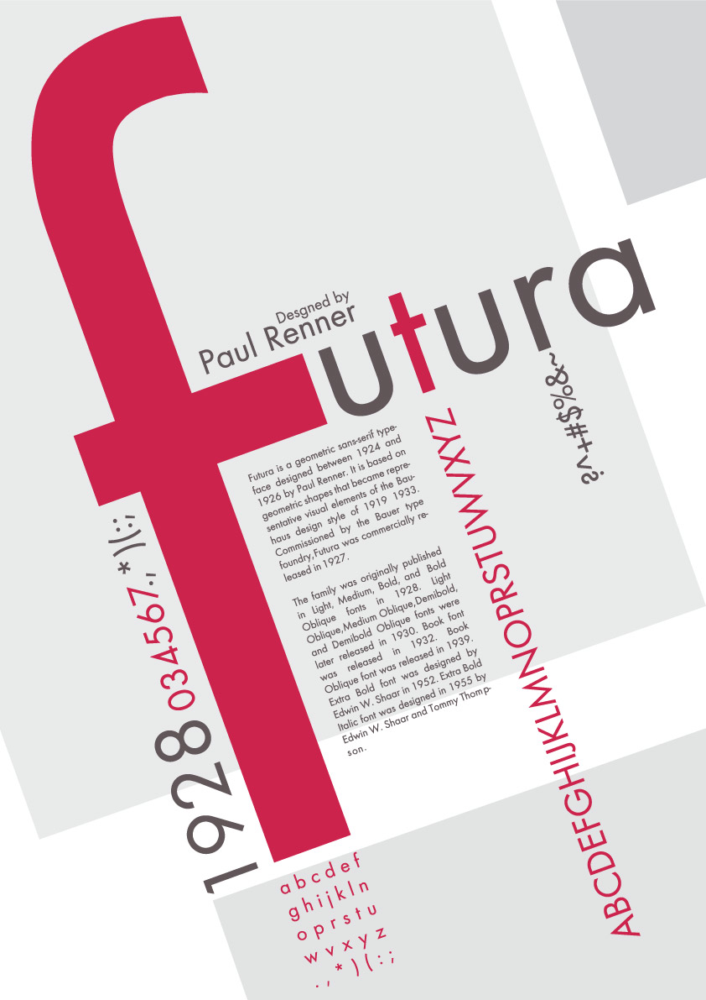 Desgned by
Paul Renner
futura
Futura is a geometric sans-serif type-
face designed between 1924 and
1926 by Paul Renner. It is based on
geometric shapes that became repre-
sentative visual elements of the Bau-
haus design style of 1919 1933.
Commissioned by the Bauer type
foundry,Futura was commercially re-
leased in 1927.
The family was originally published
in Light, Medium, Bold, and Bold
Oblique fonts in 1928. Light
Oblique,Medium Oblique,Demibold,
and Demibold Oblique fonts were
later released in 1930. Book font
was released in 1932. Book
Oblique font was released in 1939.
Extra Bold font was designed by
Edwin W. Shaar in 1952. Extra Bold
Italic font was designed in 1955 by
Edwin W. Shaar and Tommy Thomp-
son.
1928 034567.,*)(:;
ABCDEFGHIJKLMNOPRSTUWVXYZ
?^+#$%&~
abcdef
ghijkln
oprstu
wvxyz
.,*)(:;